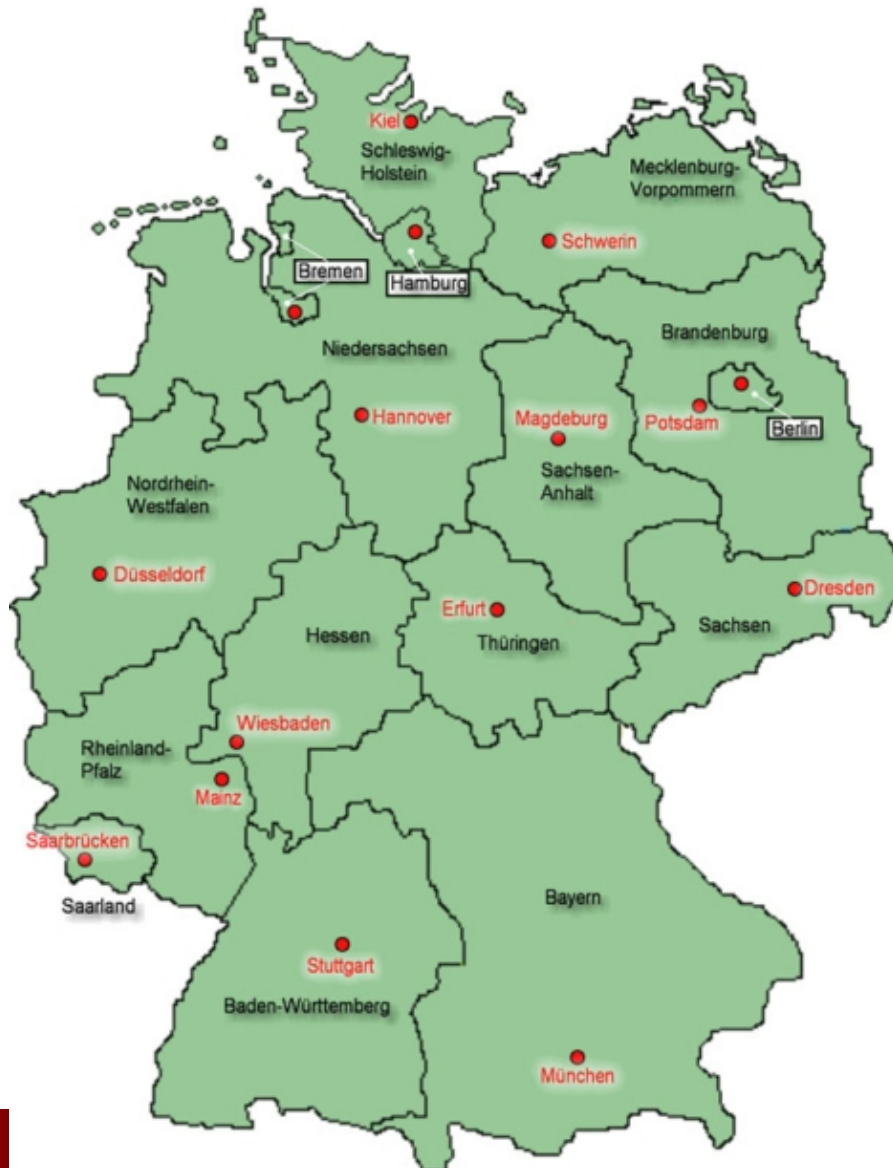 Kiel
Schleswig-
Holstein
Mecklenburg-
Vorpommern
Schwerin
Bremen
Hamburg
Niedersachsen
Brandenburg
Hannover
Magdeburg
Potsdam
Berlin
Sachsen-
Anhalt
Nordrhein-
Westfalen
Düsseldorf
Hessen
Erfurt
Thüringen
Dresden
Sachsen
Wiesbaden
Rheinland-
Pfalz
Mainz
Saarbrücken
Saarland
Bayern
Stuttgart
Baden-Württemberg
München